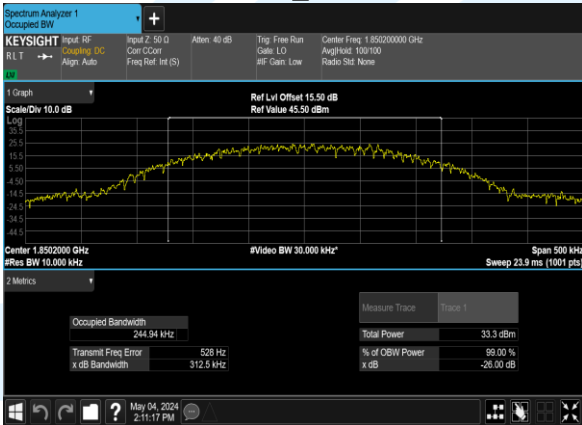 Spectrum Analyzer 1
Occupied BW
KEYSIGHT
R L T
LU
Input: RF
Coupling: DC
Align: Auto
Input Z: 50 Ω
Corr CCorr
Freq Ref: Int (S)
Atten: 40 dB
Trig: Free Run
Gate: LO
#IF Gain: Low
Center Freq: 1.850200000 GHz
Avg|Hold: 100/100
Radio Std: None
1 Graph
Scale/Div 10.0 dB
Ref Lvl Offset 15.50 dB
Ref Value 45.50 dBm
Log
35.5
25.5
15.5
5.50
-4.50
-14.5
-24.5
-34.5
-44.5
Center 1.8502000 GHz
#Res BW 10.000 kHz
#Video BW 30.000 kHz*
Span 500 kHz
Sweep 23.9 ms (1001 pts)
2 Metrics
Measure Trace
Trace 1
Occupied Bandwidth
244.94 kHz
Total Power
33.3 dBm
Transmit Freq Error
528 Hz
% of OBW Power
99.00 %
x dB Bandwidth
312.5 kHz
x dB
-26.00 dB
May 04, 2024
2:11:17 PM